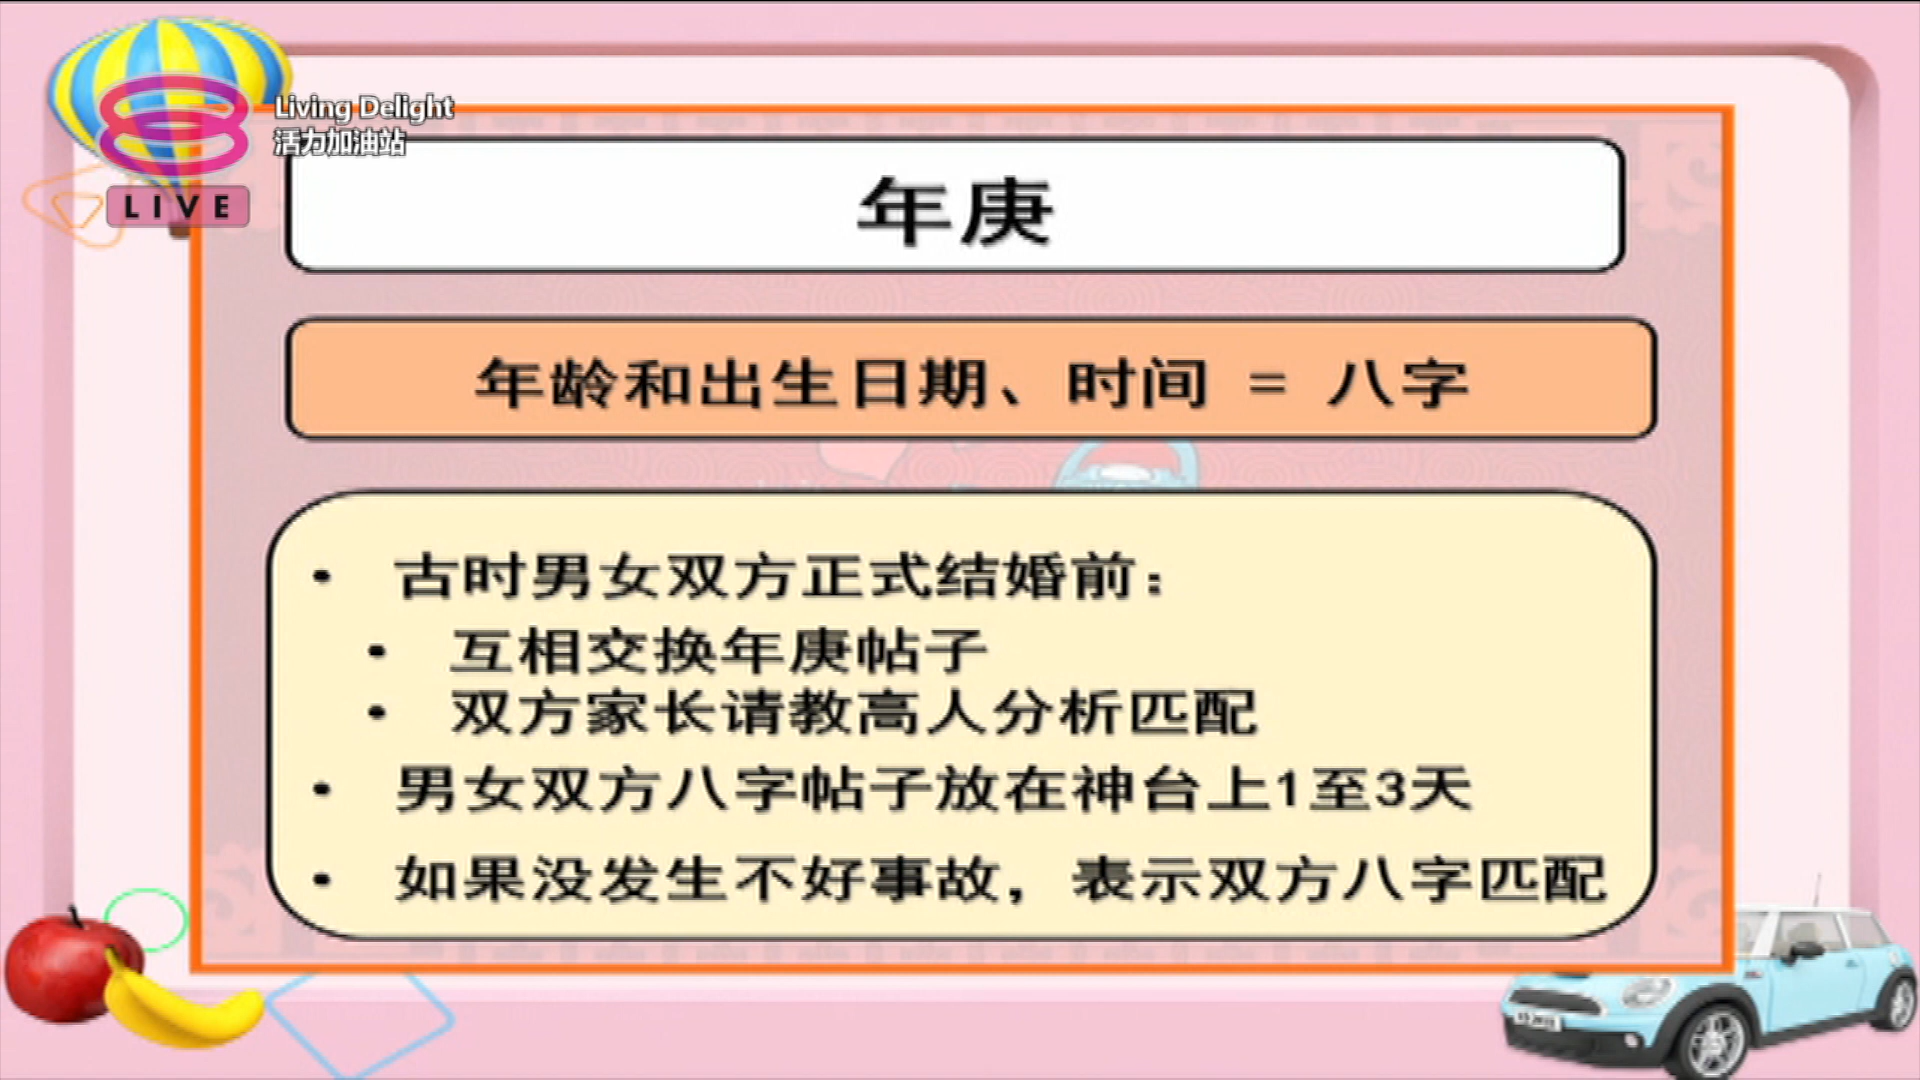 Living Delight
活力加油站
LIVE
年庚
年龄和出生日期、时间 = 八字
• 古时男女双方正式结婚前：
• 互相交换年庚帖子
• 双方家长请教高人分析匹配
• 男女双方八字帖子放在神台上1至3天
• 如果没发生不好事故，表示双方八字匹配